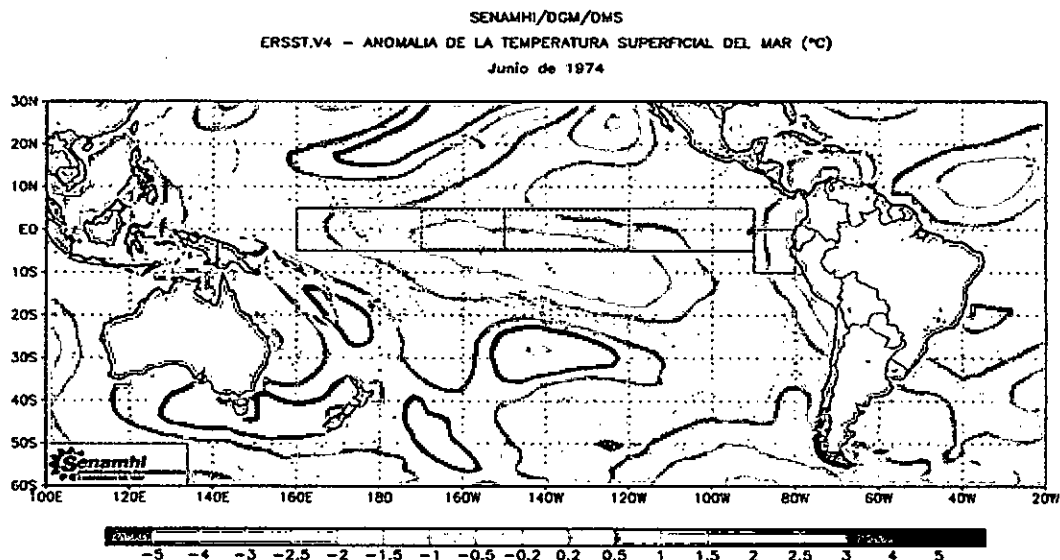 SENAMHI/DGM/DMS
ERSST.V4 – ANOMALIA DE LA TEMPERATURA SUPERFICIAL DEL MAR (°C)
Junio de 1974
30N
20N
10N
EQ
10S
20S
30S
40S
50S
60S
Senamhi
100E 120E 140E 160E 180 160W 140W 120W 100W 80W 60W 40W 20W
-5 -4 -3 -2.5 -2 -1.5 -1 -0.5 -0.2 0.2 0.5 1 1.5 2 2.5 3 4 5